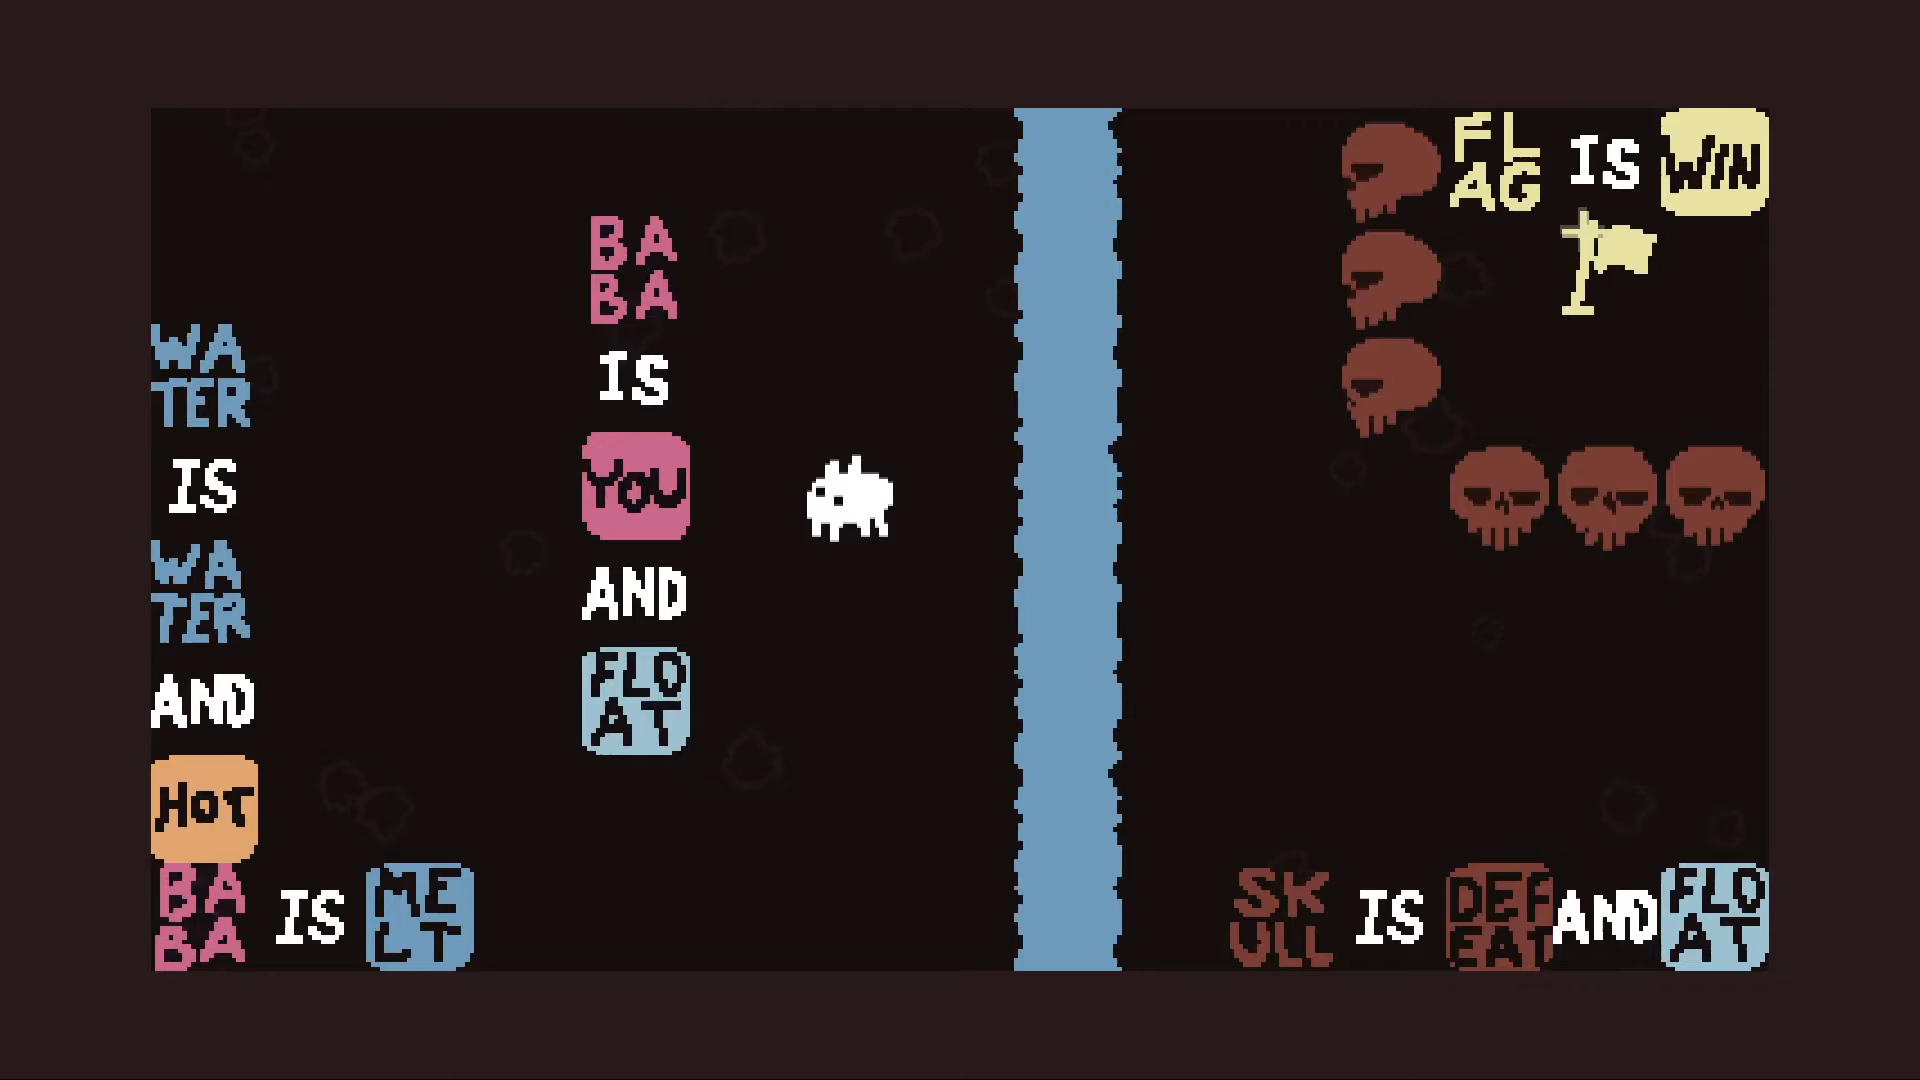 FLAG IS WIN
BABA
IS
YOU
AND
FLOAT
WATER
IS
WATER
AND
HOT
BABA IS MELT
SKULL IS DEFEAT AND FLOAT